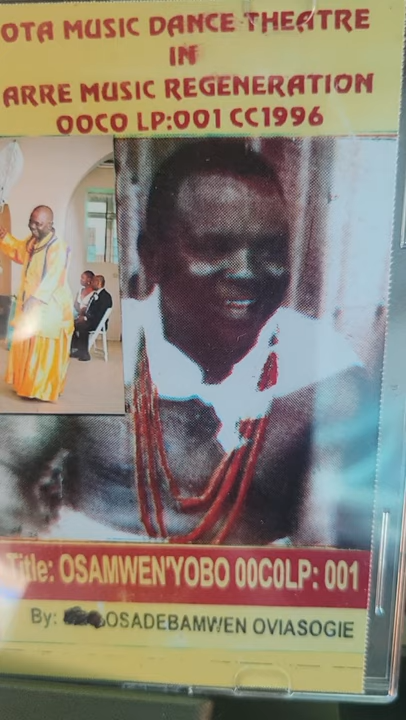 OTA MUSIC DANCE THEATRE
IN
ARRE MUSIC REGENERATION
OOCO LP:001 CC1996
Title: OSAMWEN'YOBO OOCOLP: 001
By: OSADEBAMWEN OVIASOGIE